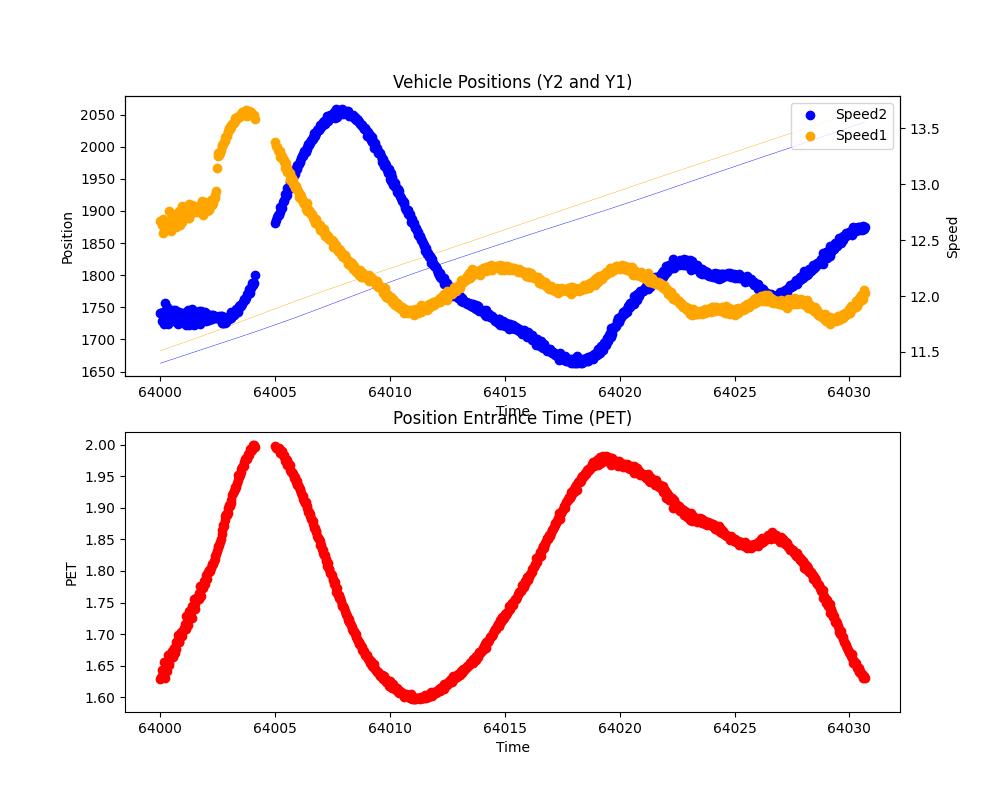 Vehicle Positions (Y2 and Y1)
2050
2000
1950
1900
1850
1800
1750
1700
1650
Position
13.5
13.0
12.5
12.0
11.5
Speed
Speed2
Speed1
64000 64005 64010 64015 64020 64025 64030
Time
Position Entrance Time (PET)
2.00
1.95
1.90
1.85
1.80
1.75
1.70
1.65
1.60
PET
64000 64005 64010 64015 64020 64025 64030
Time